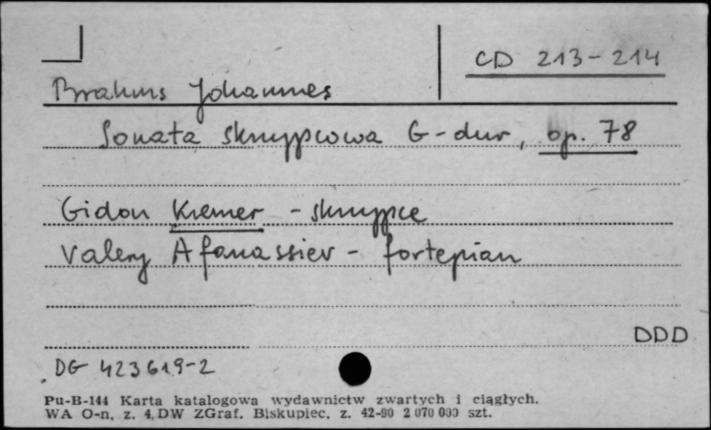 CD 213-214
Brahms Johannes
Sonata skrzypcowa G-dur, op. 78
Gidon Kremer - skrzypce
Valery Afanassiev - fortepian
DDD
DG 423619-2
Pu-B-144 Karta katalogowa wydawnictw zwartych i ciągłych.
WA O-n, z. 4, DW ZGraf. Biskupiec, z. 42-90 2 070 000 szt.